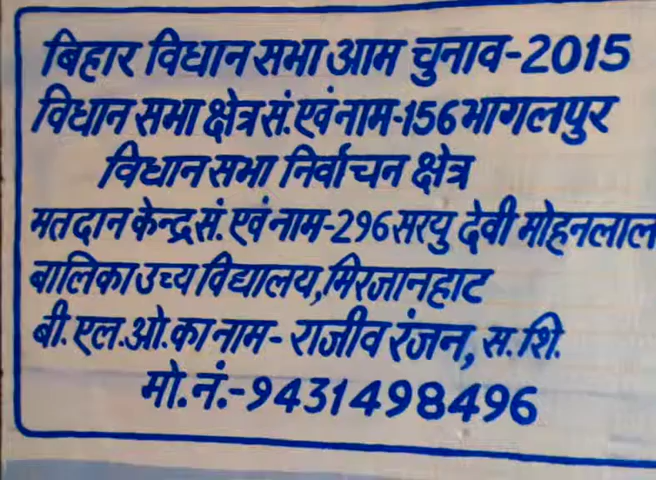 बिहार विधान सभा आम चुनाव-2015
विधान सभा क्षेत्र सं.एवं नाम-156 भागलपुर
विधान सभा निर्वाचन क्षेत्र
मतदान केन्द्र सं. एवं नाम-296 सरयु देवी मोहनलाल
बालिका उच्य विद्यालय,मिरजानहाट
बी.एल.ओ.का नाम- राजीव रंजन, स.शि.
मो.नं.-9431498496